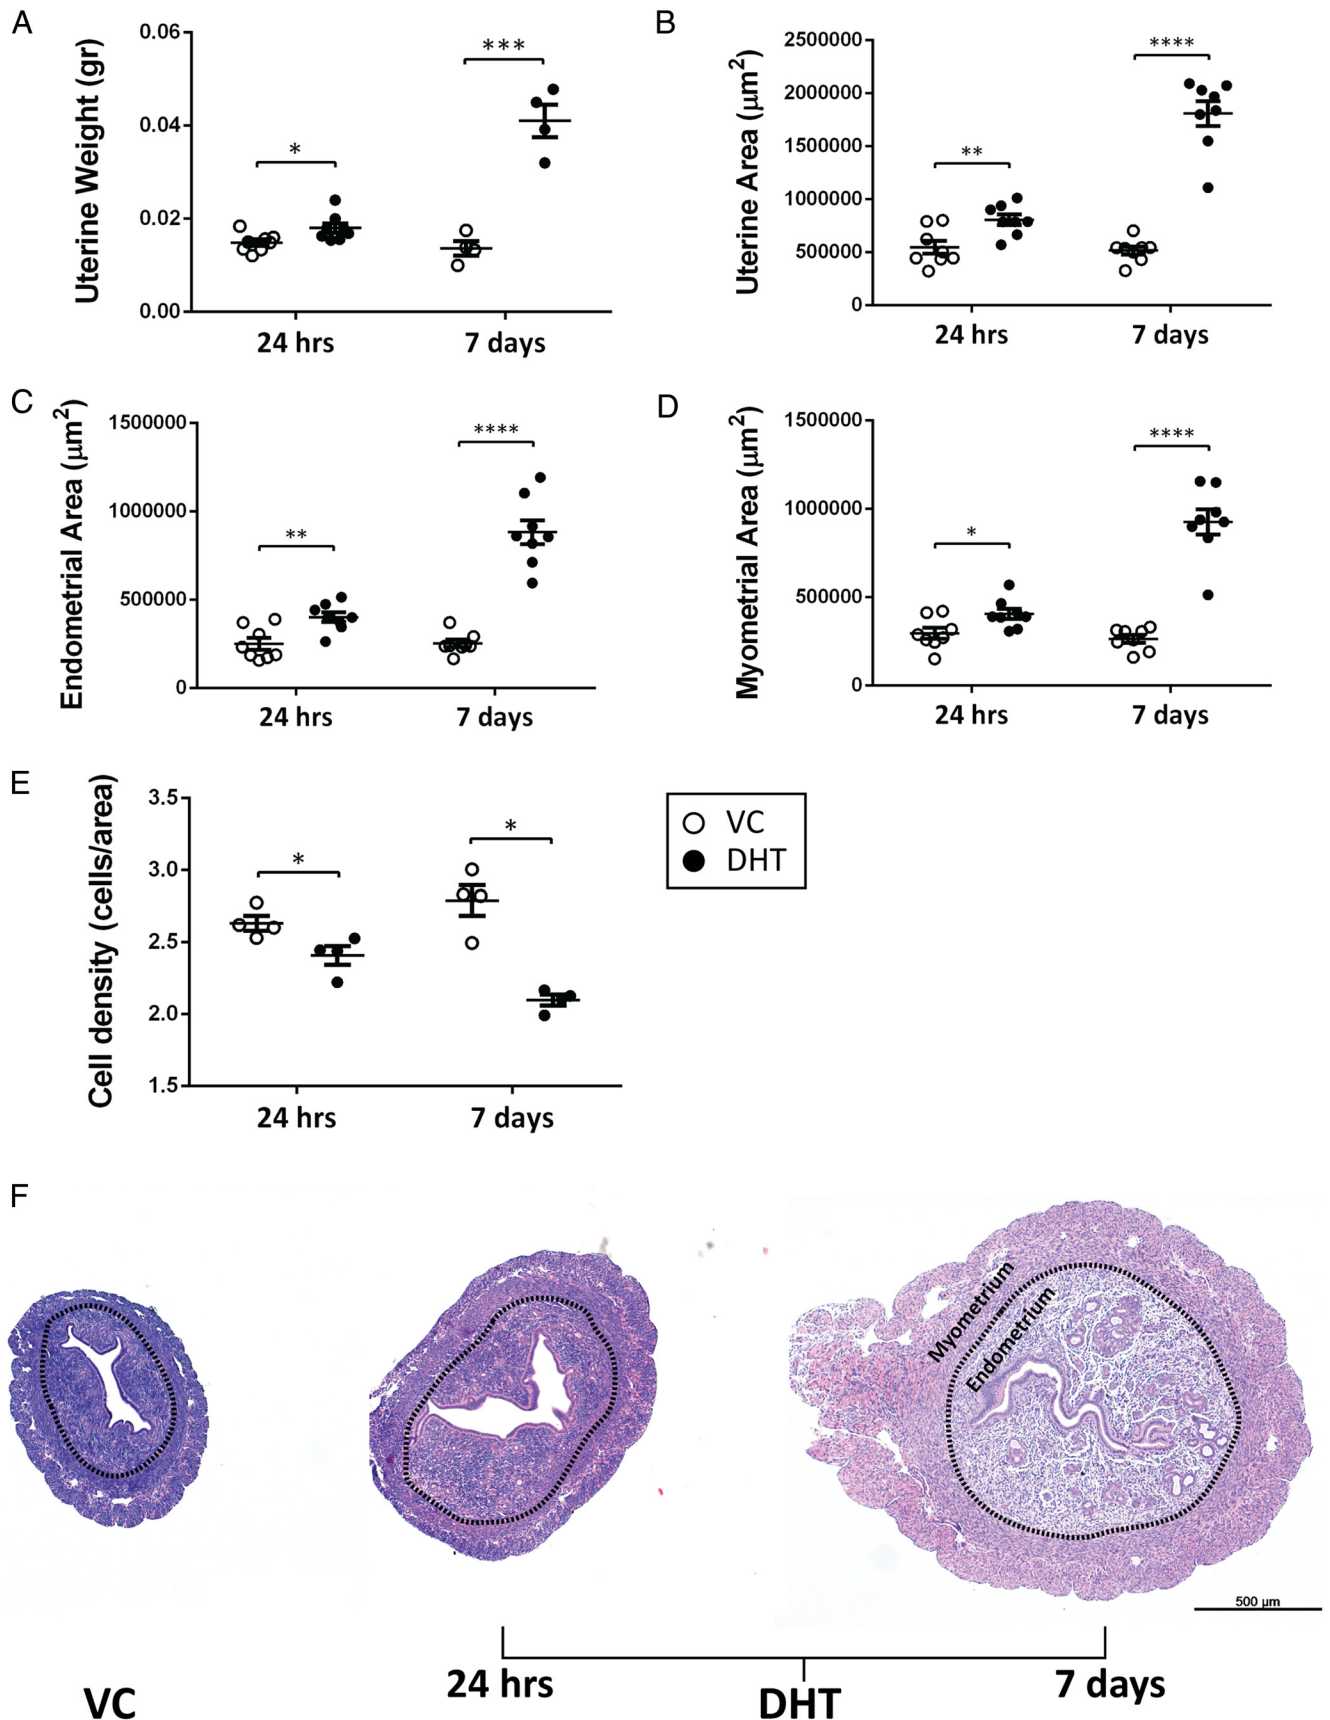 A
Uterine Weight (gr)
0.06
0.04
0.02
0.00
*
***
24 hrs
7 days
B
Uterine Area (μm²)
2500000
2000000
1500000
1000000
500000
0
**
****
24 hrs
7 days
C
Endometrial Area (μm²)
1500000
1000000
500000
0
**
****
24 hrs
7 days
D
Myometrial Area (μm²)
1500000
1000000
500000
0
*
****
24 hrs
7 days
E
Cell density (cells/area)
3.5
3.0
2.5
2.0
1.5
*
*
24 hrs
7 days
VC
DHT
F
Myometrium
Endometrium
500 μm
24 hrs
7 days
VC
DHT